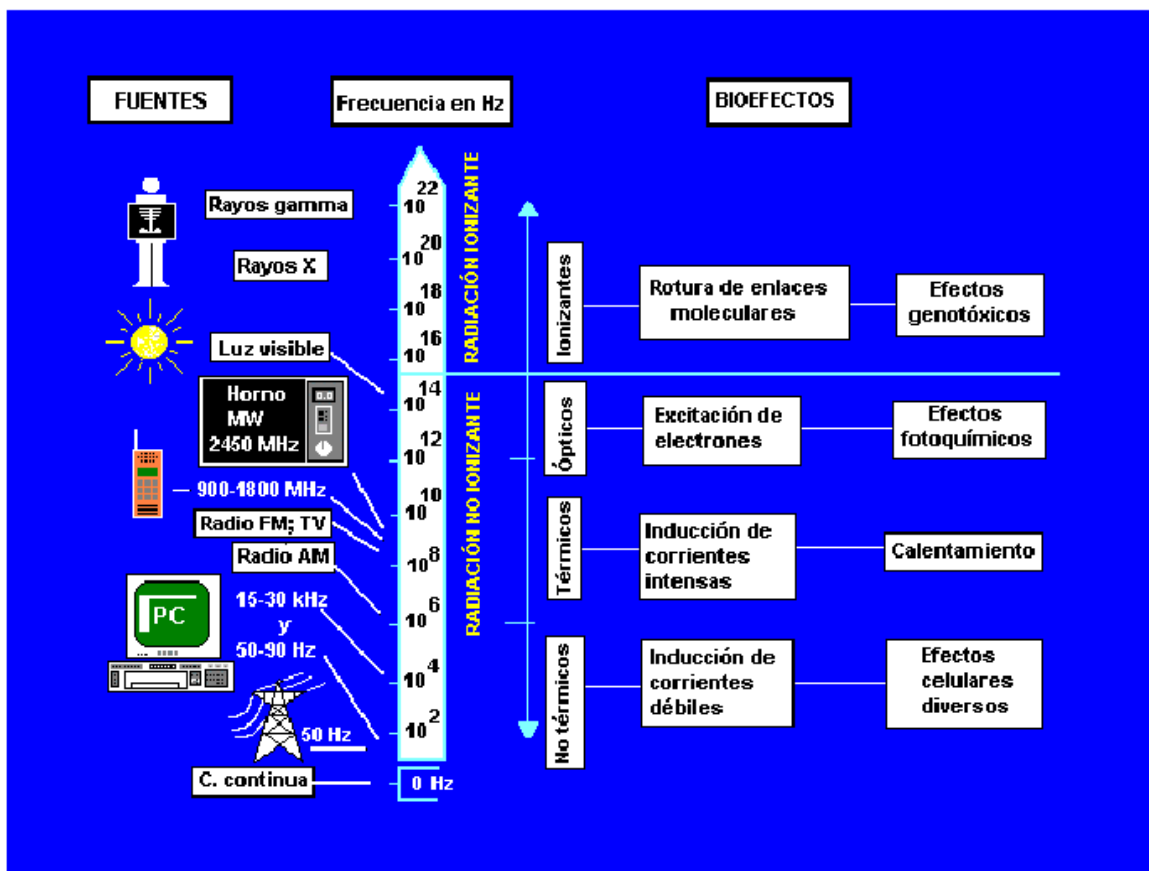 FUENTES
Frecuencia en Hz
BIOEFECTOS
Rayos gamma
Rayos X
Luz visible
Horno
MW
2450 MHz
900-1800 MHz
Radio FM; TV
Radio AM
PC
15-30 kHz
y
50-90 Hz
50 Hz
C. continua
10^22
10^20
10^18
10^16
10^14
10^12
10^10
10^8
10^6
10^4
10^2
0 Hz
RADIACIÓN IONIZANTE
RADIACIÓN NO IONIZANTE
Ionizantes
Rotura de enlaces
moleculares
Efectos
genotóxicos
Ópticos
Excitación de
electrones
Efectos
fotoquímicos
Térmicos
Inducción de
corrientes
intensas
Calentamiento
No térmicos
Inducción de
corrientes
débiles
Efectos
celulares
diversos